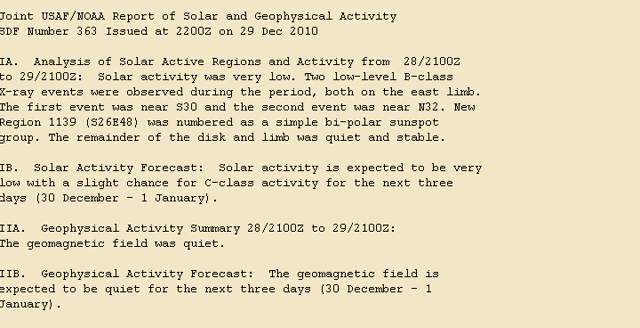 Joint USAF/NOAA Report of Solar and Geophysical Activity
SDF Number 363 Issued at 2200Z on 29 Dec 2010
IA.  Analysis of Solar Active Regions and Activity from  28/2100Z
to 29/2100Z:  Solar activity was very low. Two low-level B-class
X-ray events were observed during the period, both on the east limb.
The first event was near S30 and the second event was near N32. New
Region 1139 (S26E48) was numbered as a simple bi-polar sunspot
group. The remainder of the disk and limb was quiet and stable.
IB.  Solar Activity Forecast:  Solar activity is expected to be very
low with a slight chance for C-class activity for the next three
days (30 December - 1 January).
IIA.  Geophysical Activity Summary 28/2100Z to 29/2100Z:
The geomagnetic field was quiet.
IIB.  Geophysical Activity Forecast:  The geomagnetic field is
expected to be quiet for the next three days (30 December - 1
January).